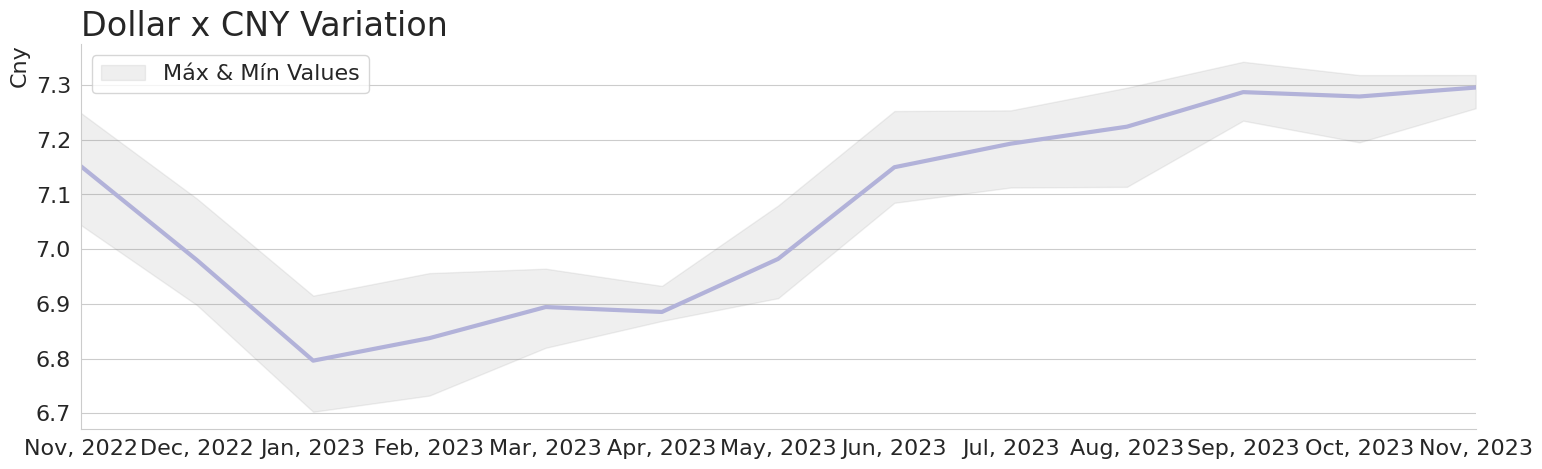 Dollar x CNY Variation
Cny
Máx & Mín Values
7.3
7.2
7.1
7.0
6.9
6.8
6.7
Nov, 2022 Dec, 2022 Jan, 2023 Feb, 2023 Mar, 2023 Apr, 2023 May, 2023 Jun, 2023 Jul, 2023 Aug, 2023 Sep, 2023 Oct, 2023 Nov, 2023